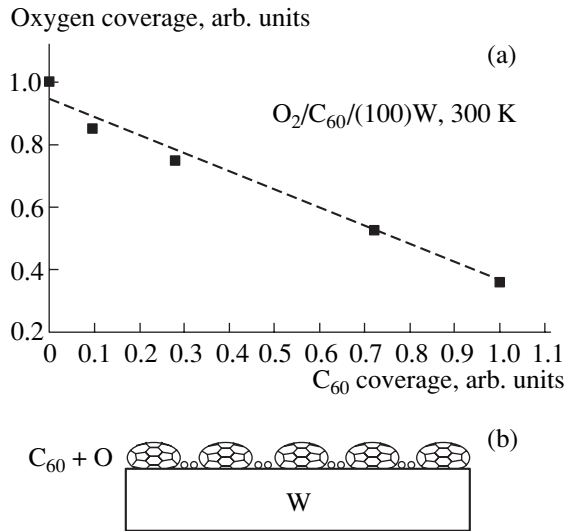 Oxygen coverage, arb. units
(a)
O₂/C₆₀/(100)W, 300 K
1.0
0.8
0.6
0.4
0.2
0 0.1 0.2 0.3 0.4 0.5 0.6 0.7 0.8 0.9 1.0 1.1
C₆₀ coverage, arb. units
(b)
C₆₀ + O
W